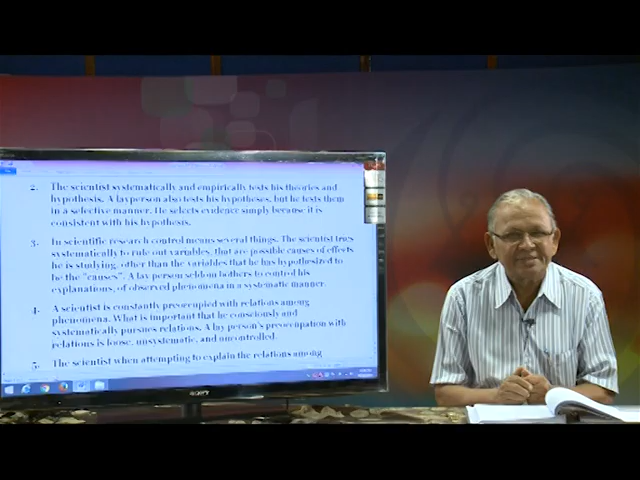 2. The scientist systematically and empirically tests his theories and
hypothesis. A layperson also tests his hypotheses, but he tests them
in a selective manner. He selects evidence simply because it is
consistent with his hypothesis.
3. In scientific research control means several things. The scientist trues
systematically to rule out variables, that are possible causes of effects
he is studying, other than the variables that he has hypothesized to
be the "causes". A lay person seldom bothers to control his
explanations, of observed phenomena in a systematic manner.
4. A scientist is constantly preoccupied with relations among
phenomena. What is important that he consciously and
systematically pursues relations. A lay person's preoccupation with
relations is loose, unsystematic, and uncontrolled.
5. The scientist when attempting to explain the relations among
SONY